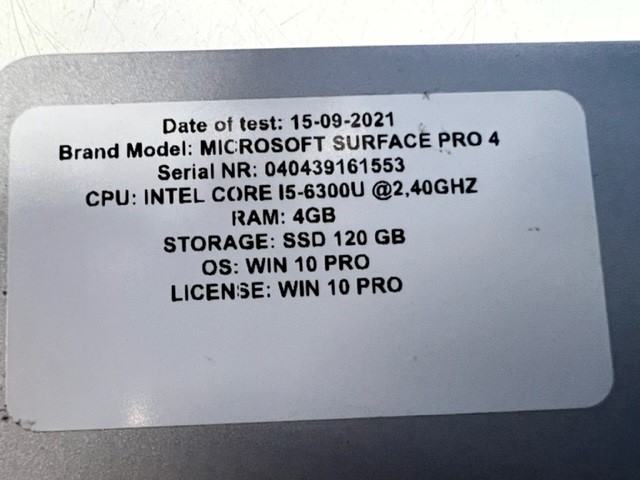 Date of test: 15-09-2021
Brand Model: MICROSOFT SURFACE PRO 4
Serial NR: 040439161553
CPU: INTEL CORE I5-6300U @2,40GHZ
RAM: 4GB
STORAGE: SSD 120 GB
OS: WIN 10 PRO
LICENSE: WIN 10 PRO